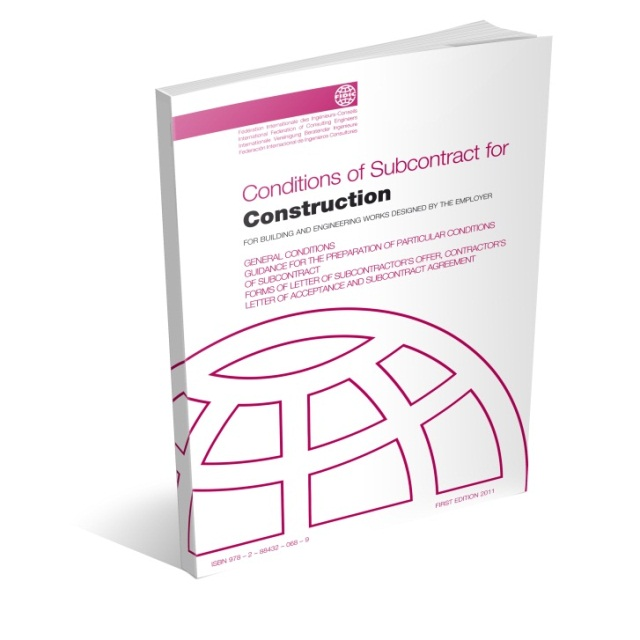 FIDIC
Fédération Internationale des Ingénieurs-Conseils
International Federation of Consulting Engineers
Internationale Vereinigung Beratender Ingenieure
Federación Internacional de Ingenieros Consultores
Conditions of Subcontract for
Construction
FOR BUILDING AND ENGINEERING WORKS DESIGNED BY THE EMPLOYER
GENERAL CONDITIONS
GUIDANCE FOR THE PREPARATION OF PARTICULAR CONDITIONS
OF SUBCONTRACT
FORMS OF LETTER OF SUBCONTRACTOR'S OFFER, CONTRACTOR'S
LETTER OF ACCEPTANCE AND SUBCONTRACT AGREEMENT
ISBN 978 – 2 – 88432 – 068 – 9
FIRST EDITION 2011